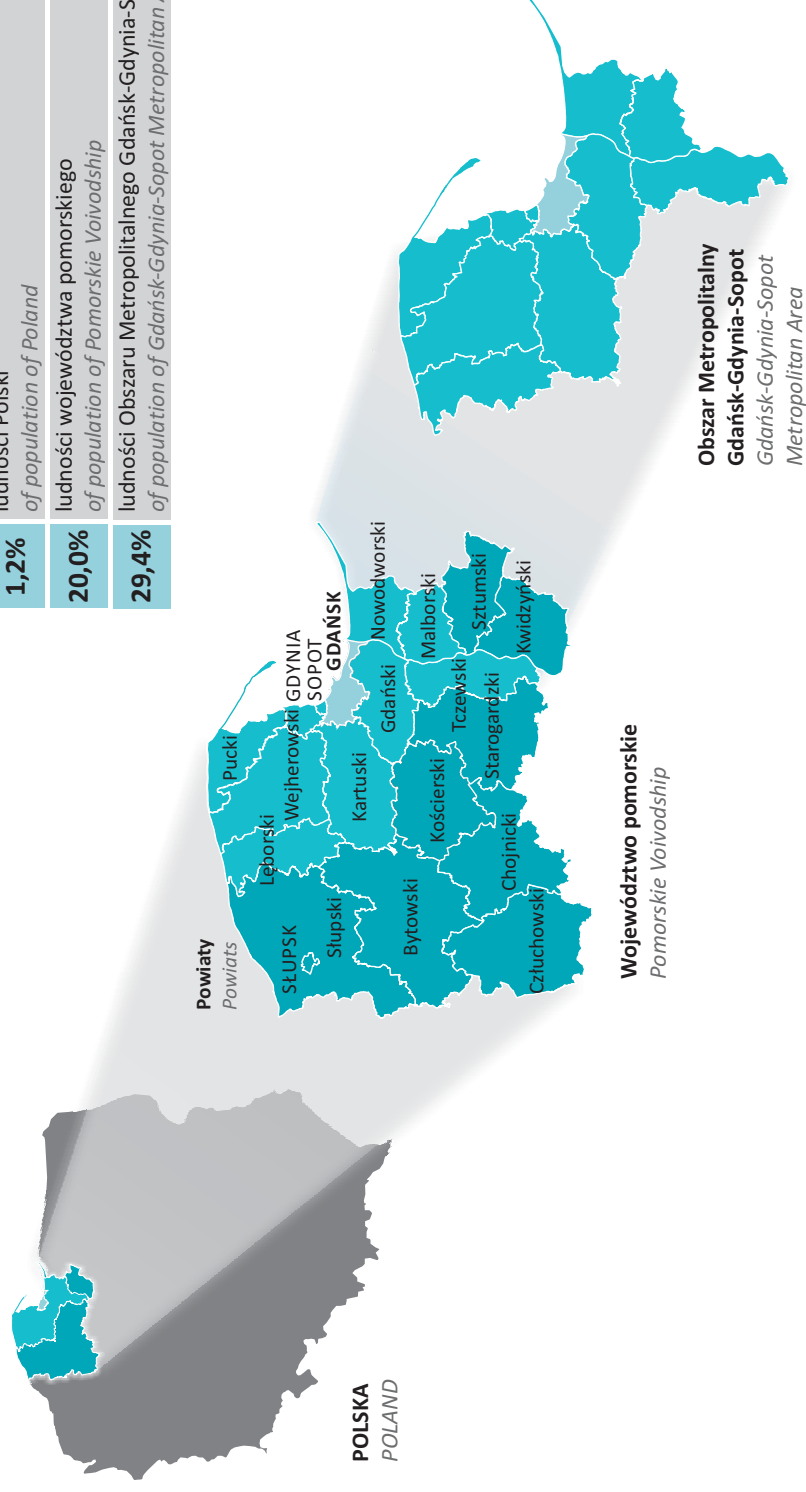 1,2%
ludności Polski
of population of Poland
20,0%
ludności województwa pomorskiego
of population of Pomorskie Voivodship
29,4%
ludności Obszaru Metropolitalnego Gdańsk-Gdynia-S
of population of Gdańsk-Gdynia-Sopot Metropolitan
POLSKA
POLAND
Powiaty
Powiats
SŁUPSK
Słupski
Lęborski
Wejherowski
Pucki
GDYNIA
SOPOT
GDAŃSK
Kartuski
Gdański
Nowodworski
Malborski
Sztumski
Kwidzyński
Tczewski
Starogardzki
Kościerski
Bytowski
Chojnicki
Człuchowski
Województwo pomorskie
Pomorskie Voivodship
Obszar Metropolitalny
Gdańsk-Gdynia-Sopot
Gdańsk-Gdynia-Sopot
Metropolitan Area